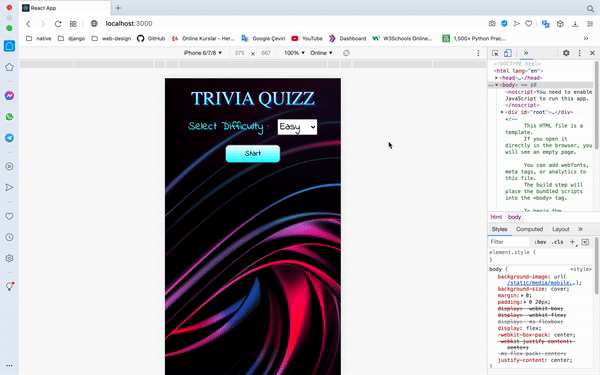 React App
localhost:3000
native
django
web-design
GitHub
Online Kurslar - Her...
Google Çeviri
YouTube
Dashboard
W3Schools Online...
1,500+ Python Prac...
iPhone 6/7/8
375
667
100%
Online
TRIVIA QUIZZ
Select Difficulty :
Easy
Start
<!DOCTYPE html>
<html lang="en">
<head>…</head>
<body> == $0
<noscript>You need to enable
JavaScript to run this app.
</noscript>
<div id="root">…</div>
<!--
This HTML file is a
template.
If you open it
directly in the browser, you
will see an empty page.
You can add webfonts,
meta tags, or analytics to
this file.
The build step will
place the bundled scripts
into the <body> tag.
To begin the
html
body
Styles
Computed
Layout
Filter
:hov
.cls
element.style {
}
body {
<style>
background-image: url(
/static/media/mobile.…);
background-size: cover;
margin: 0;
padding: 0 20px;
display: -webkit-box;
display: -webkit-flex;
display: -ms-flexbox;
display: flex;
-webkit-box-pack: center;
-webkit-justify-content:
center;
-ms-flex-pack: center;
justify-content: center;
}